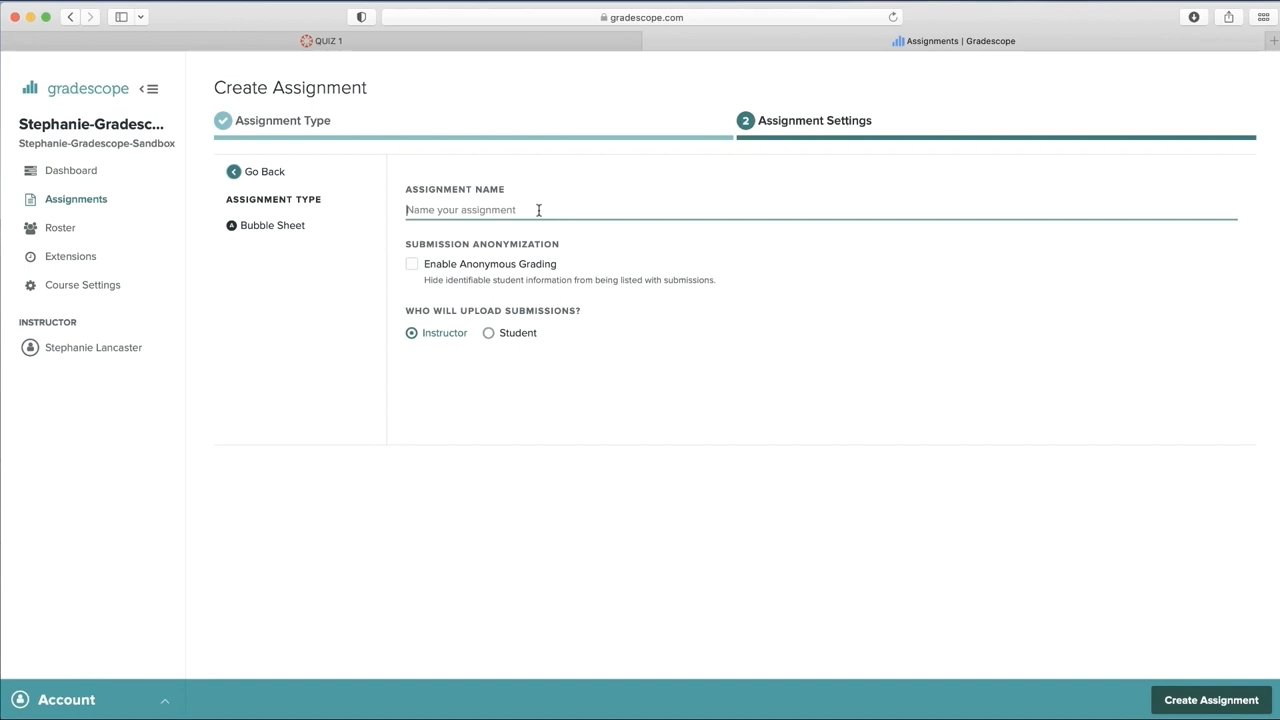 gradescope.com
QUIZ 1
Assignments | Gradescope
gradescope
Stephanie-Gradesc...
Stephanie-Gradescope-Sandbox
Dashboard
Assignments
Roster
Extensions
Course Settings
INSTRUCTOR
Stephanie Lancaster
Account
Create Assignment
Assignment Type
2 Assignment Settings
Go Back
ASSIGNMENT TYPE
A Bubble Sheet
ASSIGNMENT NAME
Name your assignment
SUBMISSION ANONYMIZATION
Enable Anonymous Grading
Hide identifiable student information from being listed with submissions.
WHO WILL UPLOAD SUBMISSIONS?
Instructor Student
Create Assignment